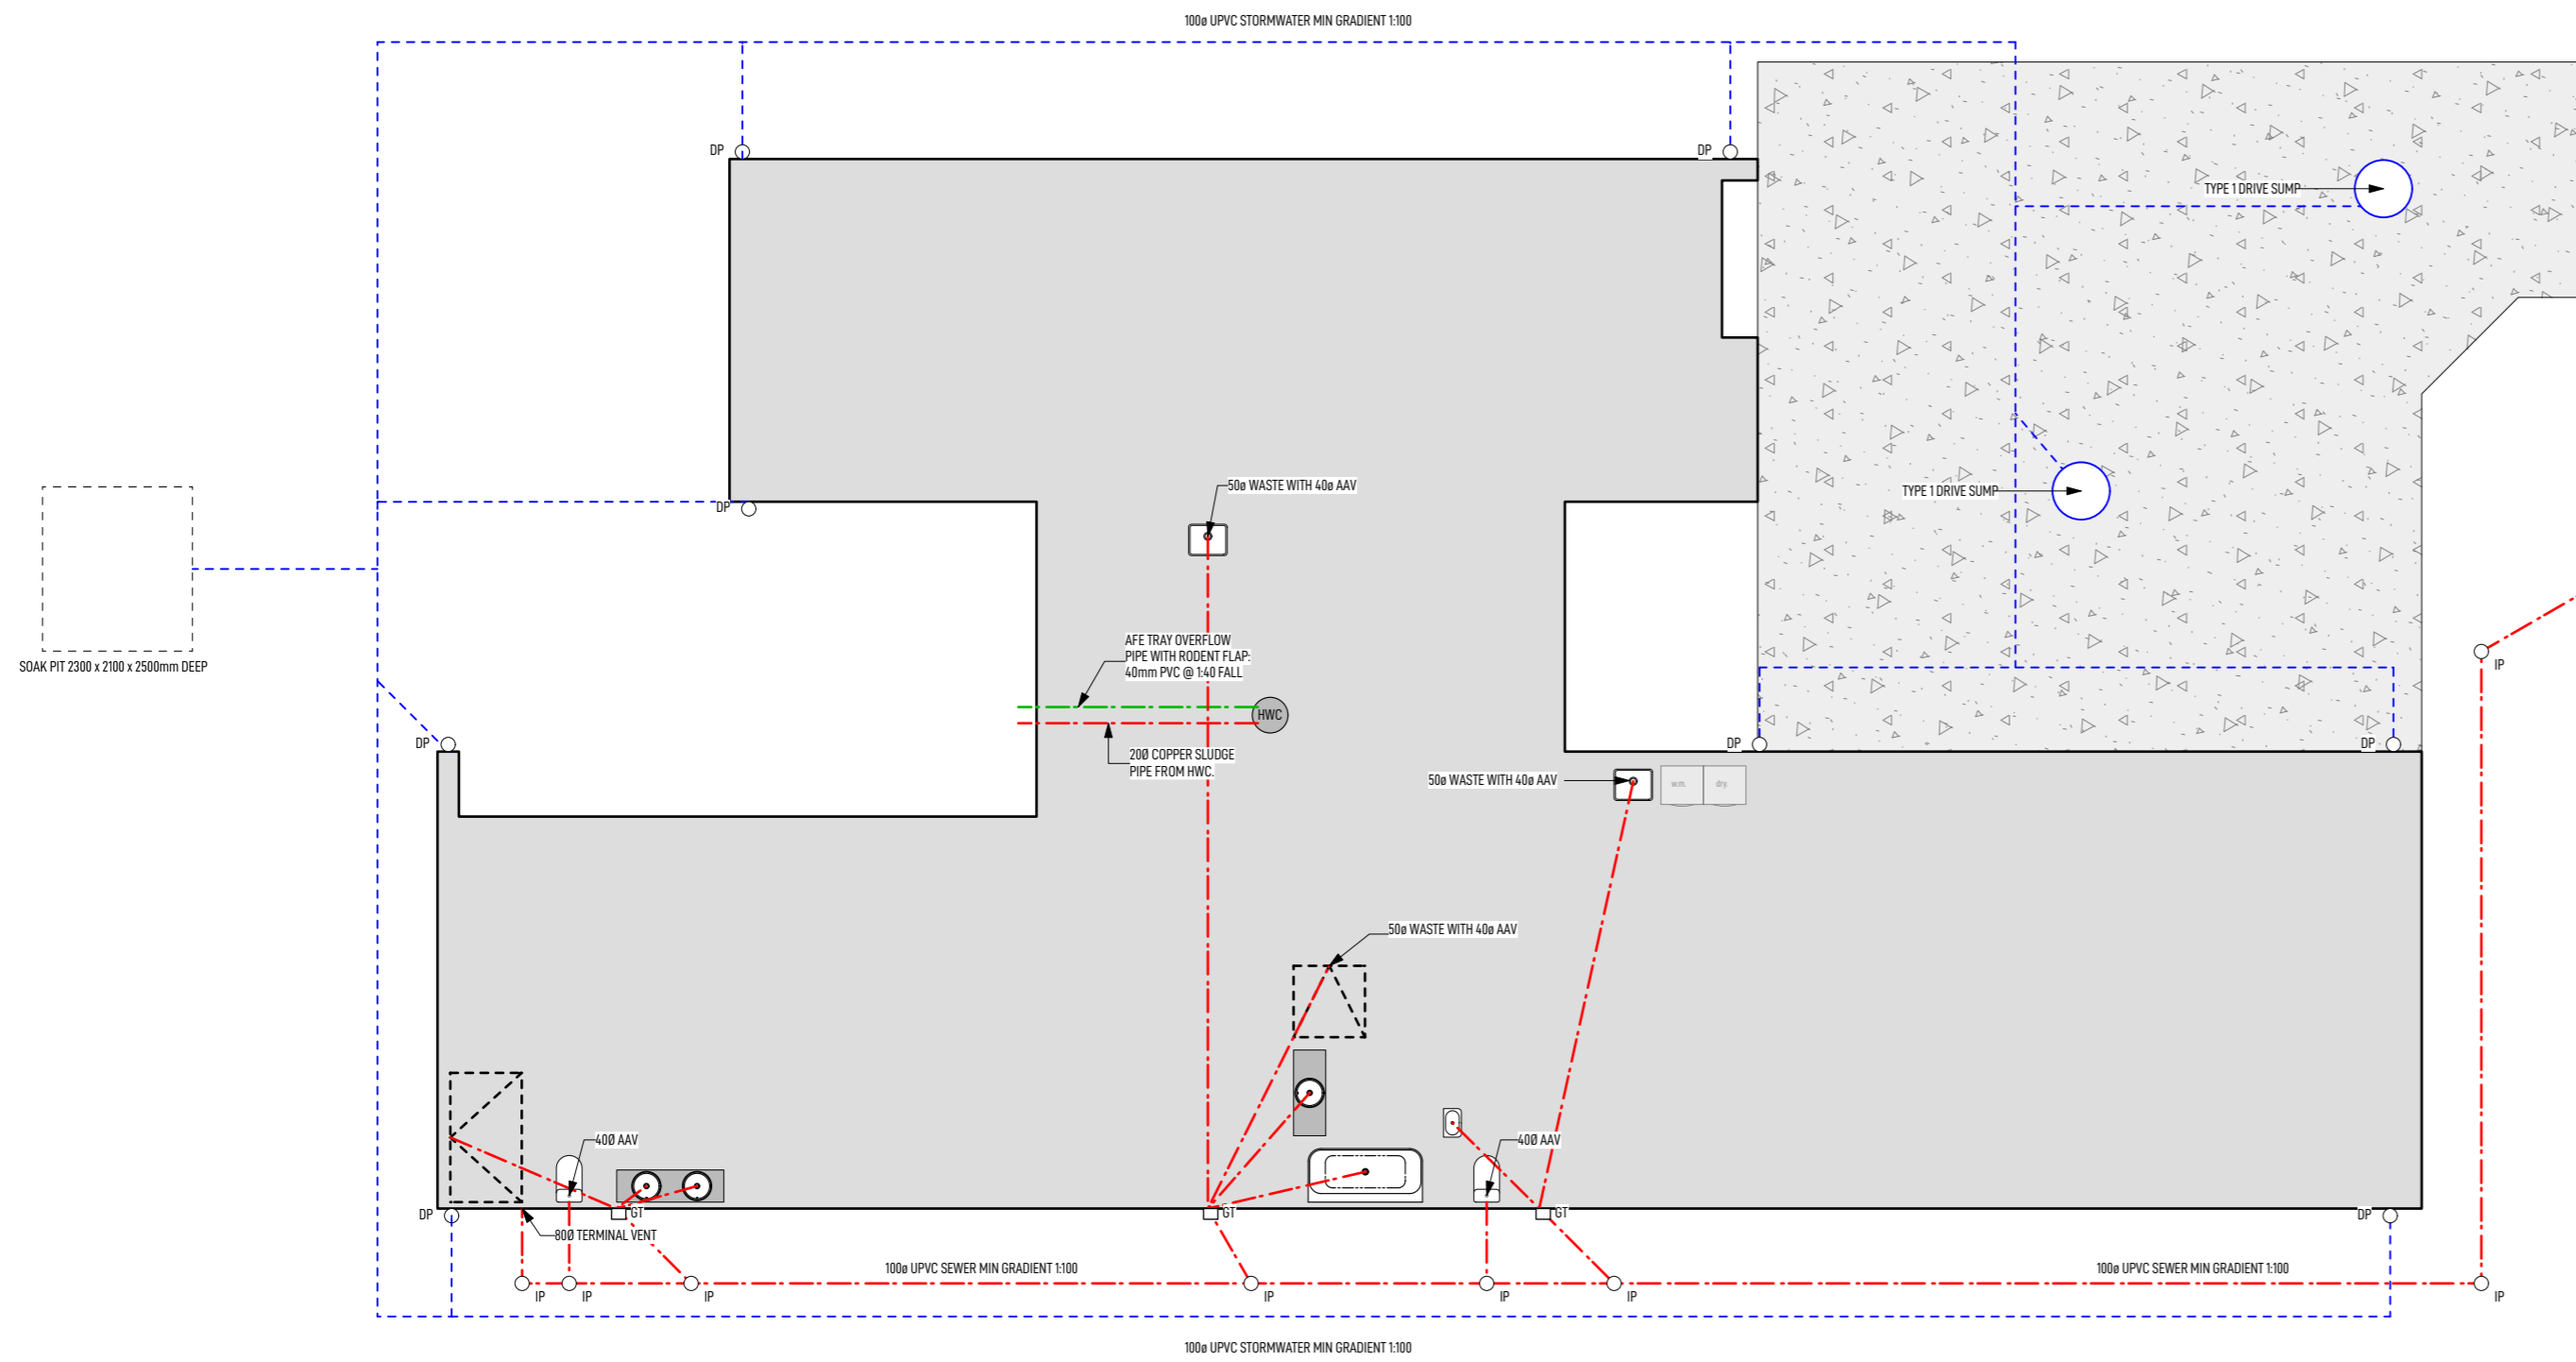 100ø UPVC STORMWATER MIN GRADIENT 1:100
DP
DP
TYPE 1 DRIVE SUMP
50ø WASTE WITH 40ø AAV
TYPE 1 DRIVE SUMP
DP
AFE TRAY OVERFLOW
PIPE WITH RODENT FLAP:
40mm PVC @ 1:40 FALL
SOAK PIT 2300 x 2100 x 2500mm DEEP
IP
HWC
DP
DP
DP
20Ø COPPER SLUDGE
PIPE FROM HWC.
50ø WASTE WITH 40ø AAV
w.m.
dry.
50ø WASTE WITH 40ø AAV
40Ø AAV
40Ø AAV
DP
GT
GT
GT
DP
80Ø TERMINAL VENT
100ø UPVC SEWER MIN GRADIENT 1:100
100ø UPVC SEWER MIN GRADIENT 1:100
IP
IP
IP
IP
IP
IP
IP
100ø UPVC STORMWATER MIN GRADIENT 1:100